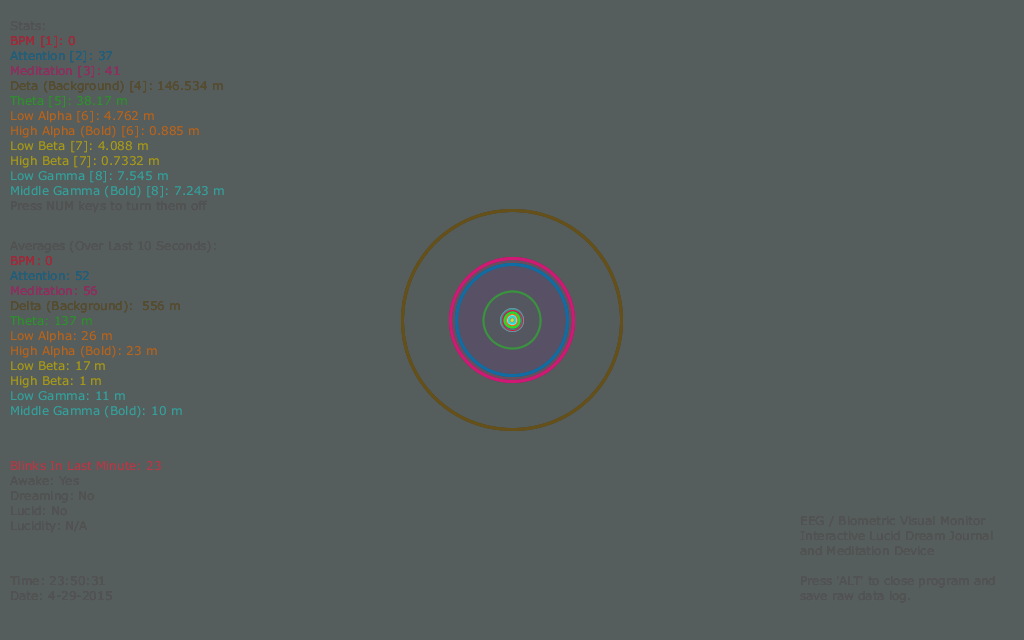 Stats:
BPM [1]: 0
Attention [2]: 37
Meditation [3]: 41
Deta (Background) [4]: 146.534 m
Theta [5]: 38.17 m
Low Alpha [6]: 4.762 m
High Alpha (Bold) [6]: 0.885 m
Low Beta [7]: 4.088 m
High Beta [7]: 0.7332 m
Low Gamma [8]: 7.545 m
Middle Gamma (Bold) [8]: 7.243 m
Press NUM keys to turn them off
Averages (Over Last 10 Seconds):
BPM: 0
Attention: 52
Meditation: 56
Delta (Background):  556 m
Theta: 137 m
Low Alpha: 26 m
High Alpha (Bold): 23 m
Low Beta: 17 m
High Beta: 1 m
Low Gamma: 11 m
Middle Gamma (Bold): 10 m
Blinks In Last Minute:
Awake: Yes
Dreaming: No
Lucid: No
Lucidity: N/A
Time: 23:50:31
Date: 4-29-2015
EEG / Biometric Visual Monitor
Interactive Lucid Dream Journal
and Meditation Device
Press 'ALT' to close program and
save raw data log.